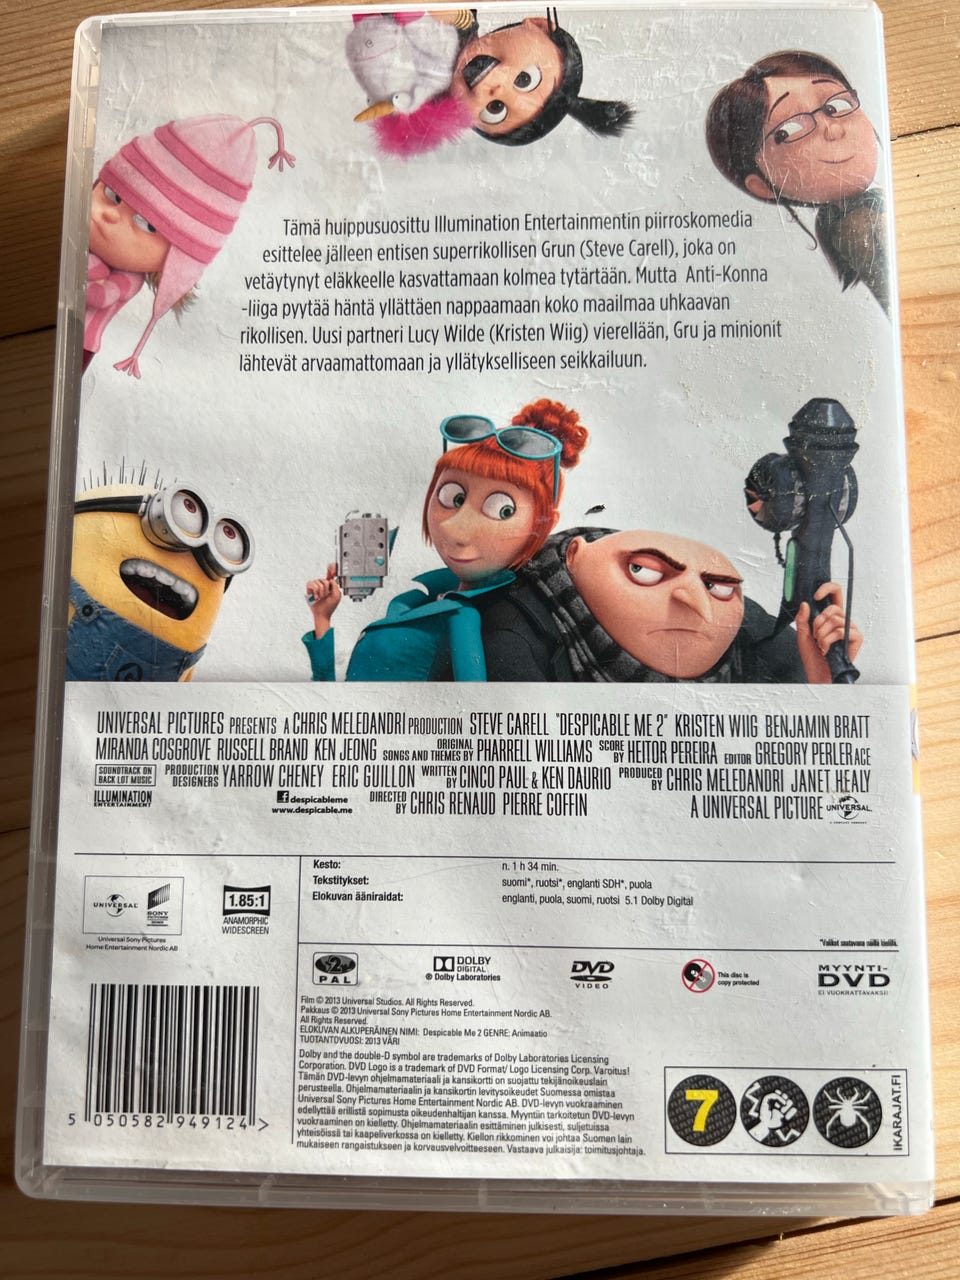 Tämä huippusuosittu Illumination Entertainmentin piirroskomedia
esittelee jälleen entisen superrikollisen Grun (Steve Carell), joka on
vetäytynyt eläkkeelle kasvattamaan kolmea tytärtään. Mutta Anti-Konna
-liiga pyytää häntä yllättäen nappaamaan koko maailmaa uhkaavan
rikollisen. Uusi partneri Lucy Wilde (Kristen Wiig) vierellään, Gru ja minionit
lähtevät arvaamattomaan ja yllätykselliseen seikkailuun.
UNIVERSAL PICTURES PRESENTS A CHRIS MELEDANDRI PRODUCTION STEVE CARELL "DESPICABLE ME 2" KRISTEN WIIG BENJAMIN BRATT
MIRANDA COSGROVE RUSSELL BRAND KEN JEONG ORIGINAL SONGS AND THEMES BY PHARRELL WILLIAMS SCORE BY HEITOR PEREIRA EDITOR GREGORY PERLER ACE
SOUNDTRACK ON BACK LOT MUSIC PRODUCTION DESIGNERS YARROW CHENEY ERIC GUILLON WRITTEN BY CINCO PAUL & KEN DAURIO PRODUCED BY CHRIS MELEDANDRI JANET HEALY
ILLUMINATION ENTERTAINMENT f despicableme www.despicable.me DIRECTED BY CHRIS RENAUD PIERRE COFFIN A UNIVERSAL PICTURE UNIVERSAL
UNIVERSAL SONY PICTURES
Universal Sony Pictures
Home Entertainment Nordic AB
1.85:1
ANAMORPHIC
WIDESCREEN
Kesto: n. 1 h 34 min.
Tekstitykset: suomi*, ruotsi*, englanti SDH*, puola
Elokuvan ääniraidat: englanti, puola, suomi, ruotsi 5.1 Dolby Digital
*Valikot saatavana näillä kielillä.
2
PAL
DOLBY
DIGITAL
® Dolby Laboratories
DVD
VIDEO
This disc is
copy protected
MYYNTI-
DVD
EI VUOKRATTAVAKSI
Film © 2013 Universal Studios. All Rights Reserved.
Pakkaus © 2013 Universal Sony Pictures Home Entertainment Nordic AB.
All Rights Reserved.
ELOKUVAN ALKUPERÄINEN NIMI: Despicable Me 2 GENRE: Animaatio
TUOTANTOVUOSI: 2013 VÄRI
Dolby and the double-D symbol are trademarks of Dolby Laboratories Licensing
Corporation. DVD Logo is a trademark of DVD Format/ Logo Licensing Corp. Varoitus!
Tämän DVD-levyn ohjelmamateriaali ja kansikortti on suojattu tekijänoikeuslain
perusteella. Ohjelmamateriaalin ja kansikortin levitysoikeudet Suomessa omistaa
Universal Sony Pictures Home Entertainment Nordic AB. DVD-levyn vuokraaminen
edellyttää erillistä sopimusta oikeudenhaltijan kanssa. Myyntiin tarkoitetun DVD-levyn
vuokraaminen on kielletty. Ohjelmamateriaalin esittäminen julkisesti, suljetuissa
yhteisöissä tai kaapeliverkossa on kielletty. Kiellon rikkominen voi johtaa Suomen lain
mukaiseen rangaistukseen ja korvausvelvoitteeseen. Vastaava julkaisija: toimitusjohtaja.
5 050582 949124 >
7
IKARAJAT.FI